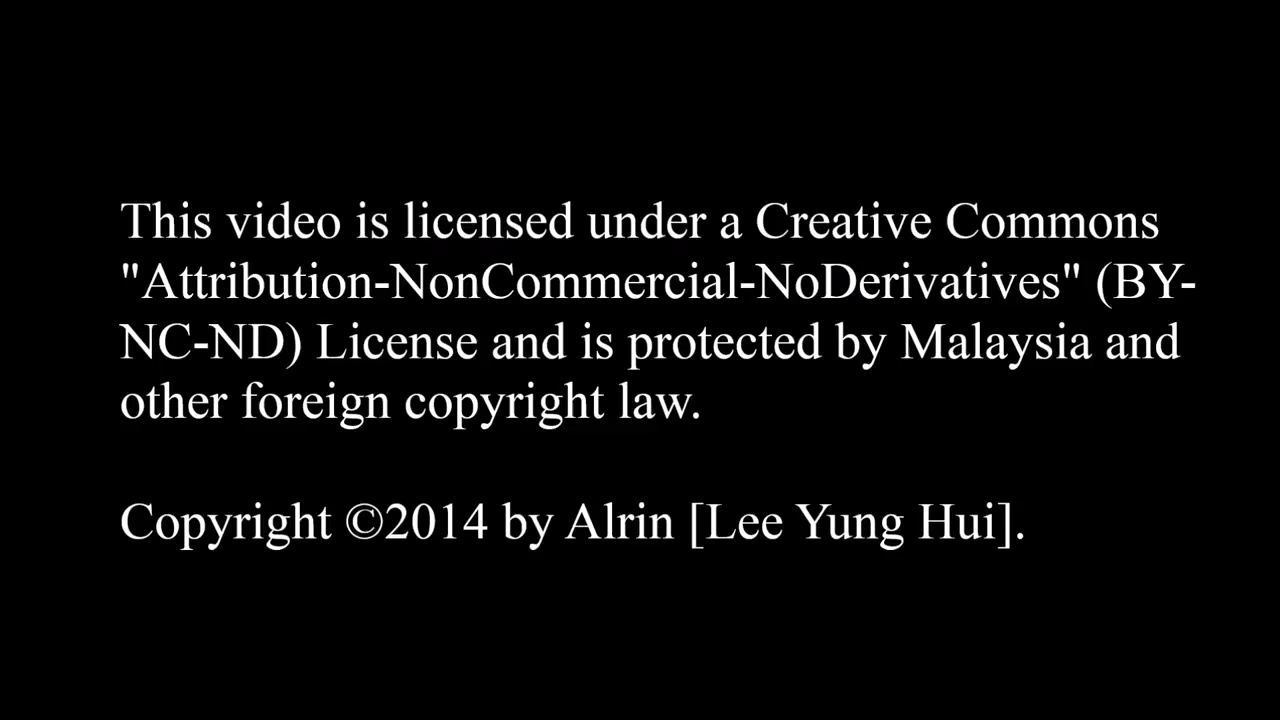 This video is licensed under a Creative Commons
"Attribution-NonCommercial-NoDerivatives" (BY-
NC-ND) License and is protected by Malaysia and
other foreign copyright law.
Copyright ©2014 by Alrin [Lee Yung Hui].